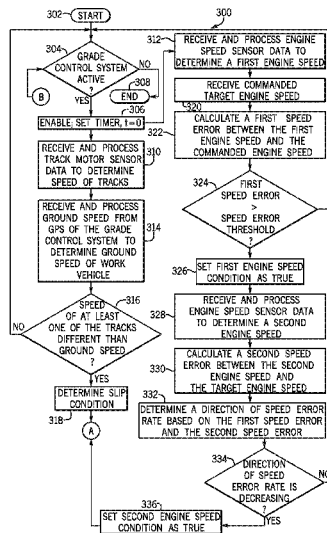 302
START
300
304
GRADE
CONTROL SYSTEM
ACTIVE
?
NO
B
YES
306
308
END
ENABLE; SET TIMER, t=0
RECEIVE AND PROCESS
TRACK MOTOR SENSOR
DATA TO DETERMINE
SPEED OF TRACKS
310
RECEIVE AND PROCESS
GROUND SPEED FROM
GPS OF THE GRADE
CONTROL SYSTEM TO
DETERMINE GROUND
SPEED OF WORK
VEHICLE
314
316
SPEED
OF AT LEAST
ONE OF THE TRACKS
DIFFERENT THAN
GROUND SPEED
?
NO
YES
DETERMINE SLIP
CONDITION
318
A
312
RECEIVE AND PROCESS ENGINE
SPEED SENSOR DATA TO
DETERMINE A FIRST ENGINE SPEED
RECEIVE COMMANDED
TARGET ENGINE SPEED
320
322
CALCULATE A FIRST SPEED
ERROR BETWEEN THE FIRST
ENGINE SPEED AND THE
COMMANDED ENGINE SPEED
324
FIRST
SPEED ERROR
>
SPEED ERROR
THRESHOLD
?
326
SET FIRST ENGINE SPEED
CONDITION AS TRUE
328
RECEIVE AND PROCESS
ENGINE SPEED SENSOR DATA
TO DETERMINE A SECOND
ENGINE SPEED
330
CALCULATE A SECOND SPEED
ERROR BETWEEN THE SECOND
ENGINE SPEED AND
THE TARGET ENGINE SPEED
332
DETERMINE A DIRECTION OF SPEED ERROR
RATE BASED ON THE FIRST SPEED ERROR
AND THE SECOND SPEED ERROR
334
DIRECTION
OF SPEED
ERROR RATE IS
DECREASING
?
NO
YES
336
SET SECOND ENGINE SPEED
CONDITION AS TRUE